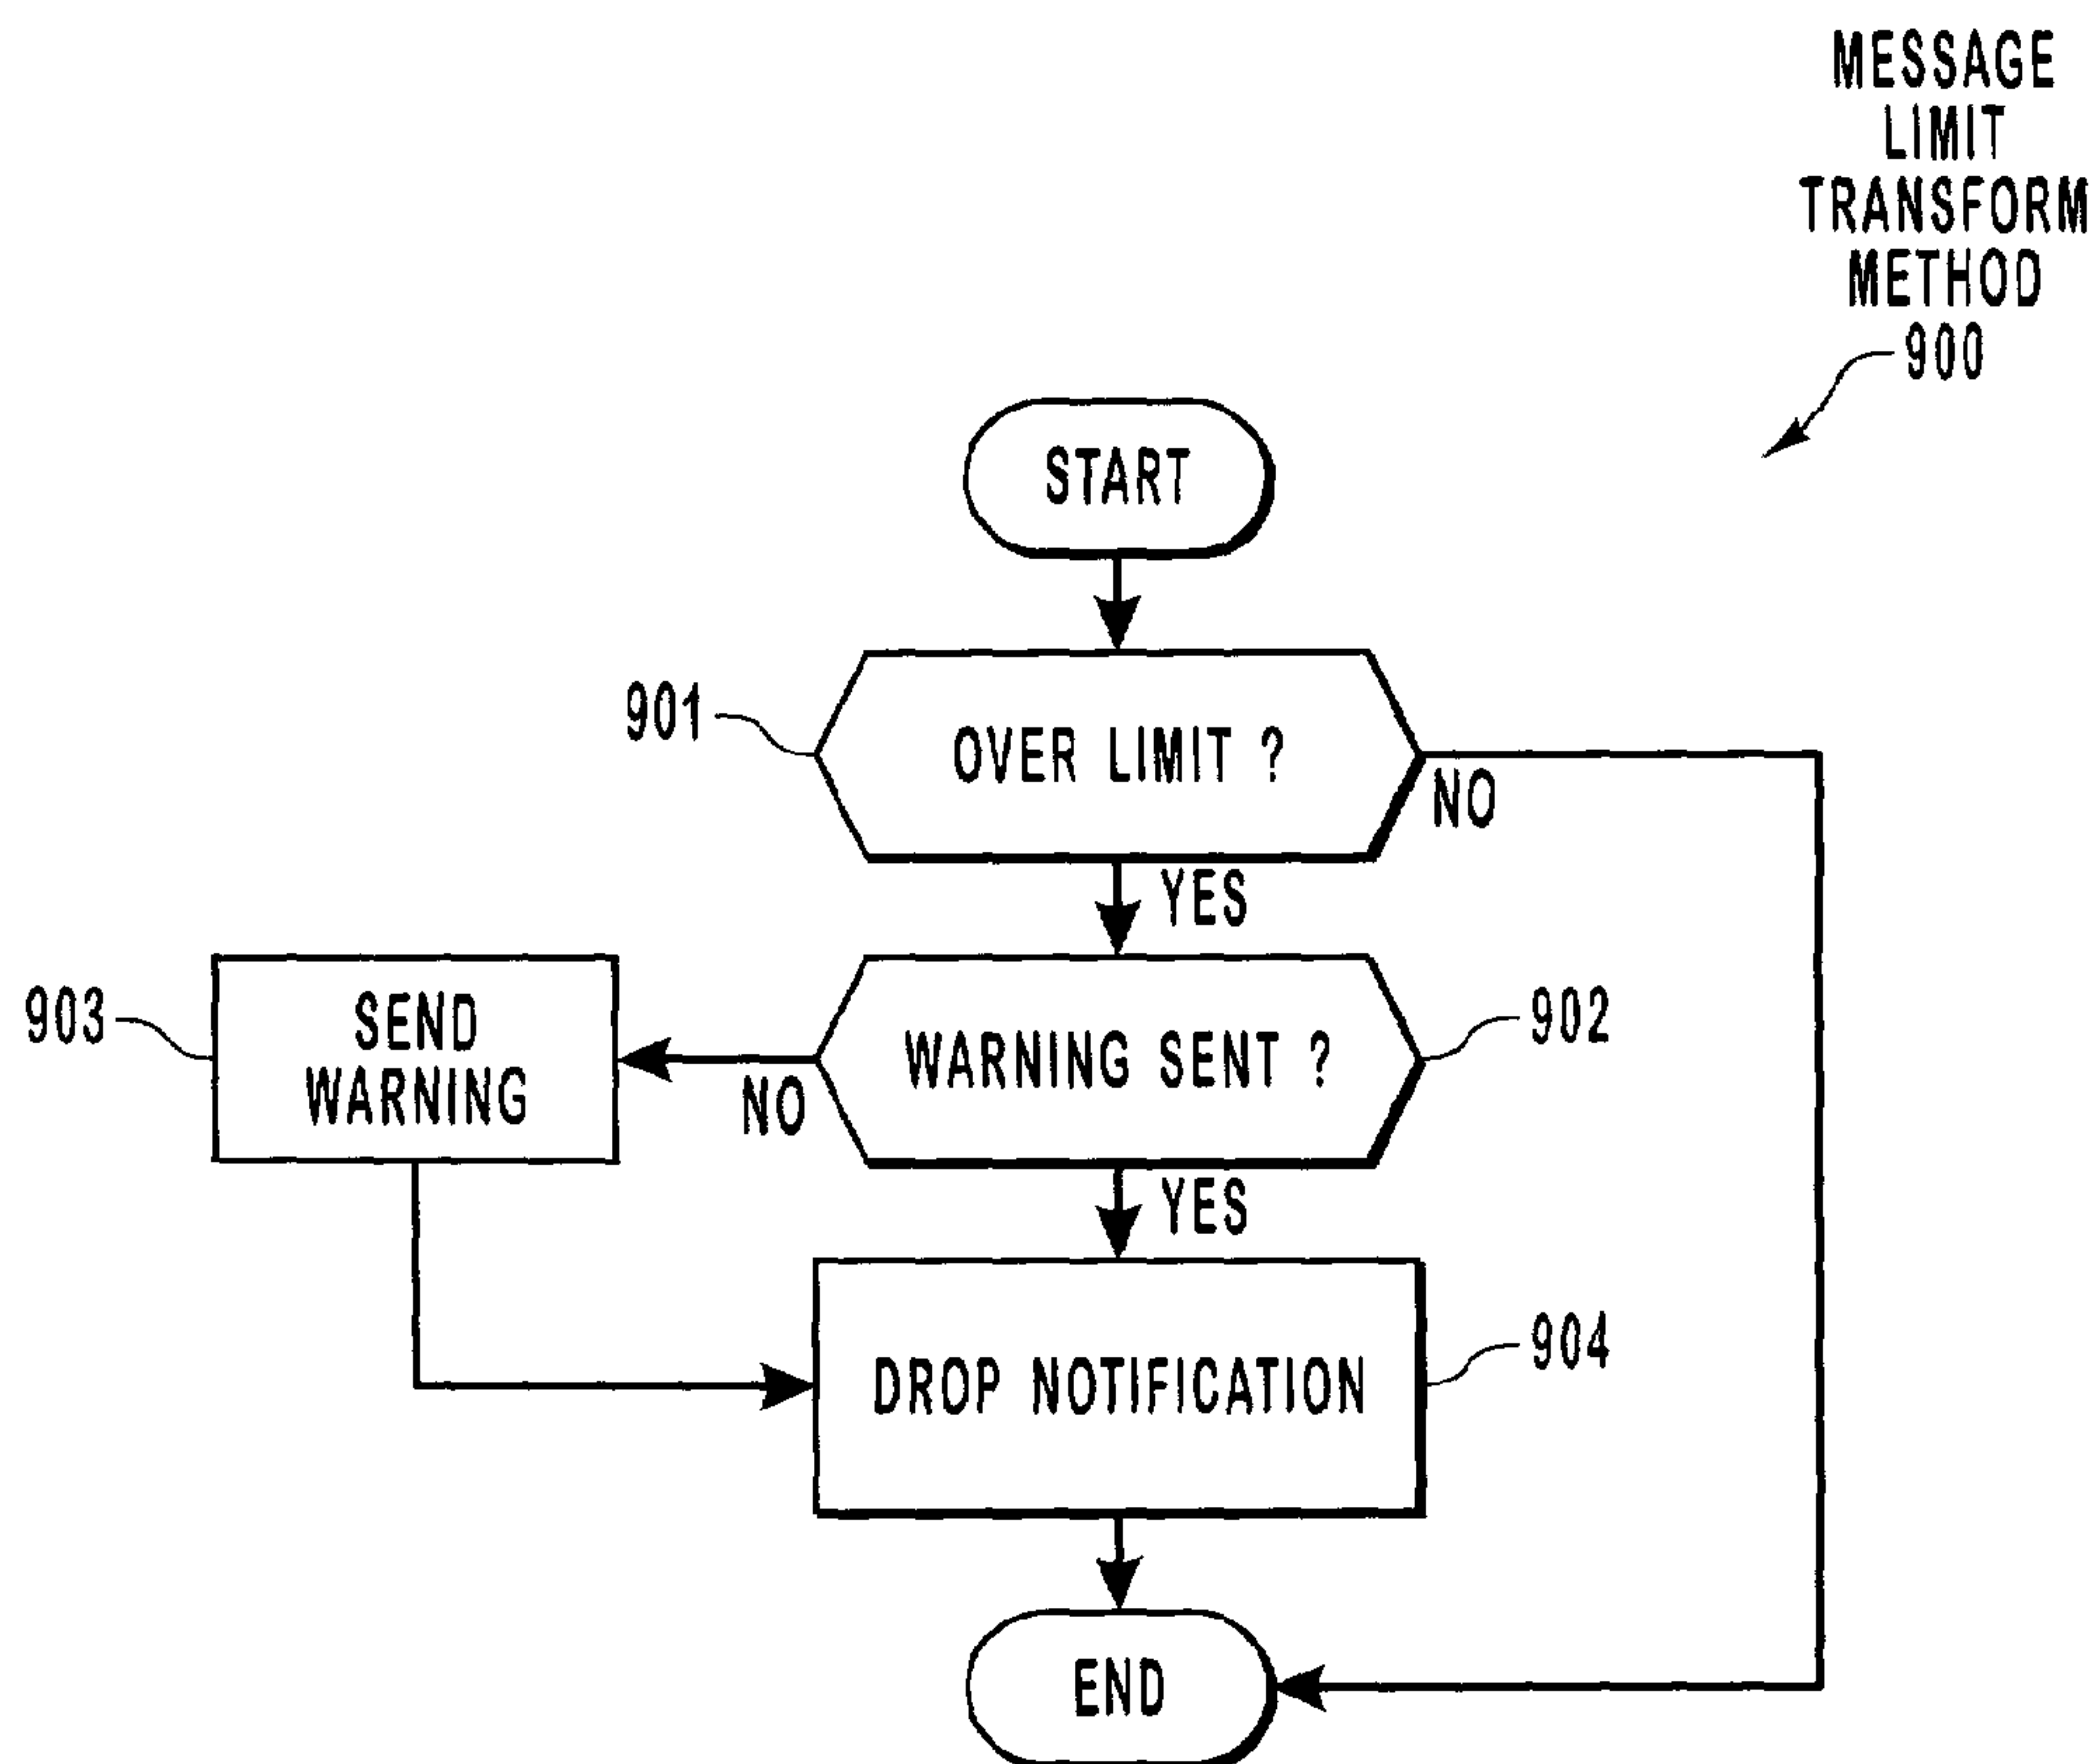 MESSAGE
LIMIT
TRANSFORM
METHOD
900
START
901
OVER LIMIT ?
NO
YES
903
SEND
WARNING
NO
WARNING SENT ?
902
YES
DROP NOTIFICATION
904
END